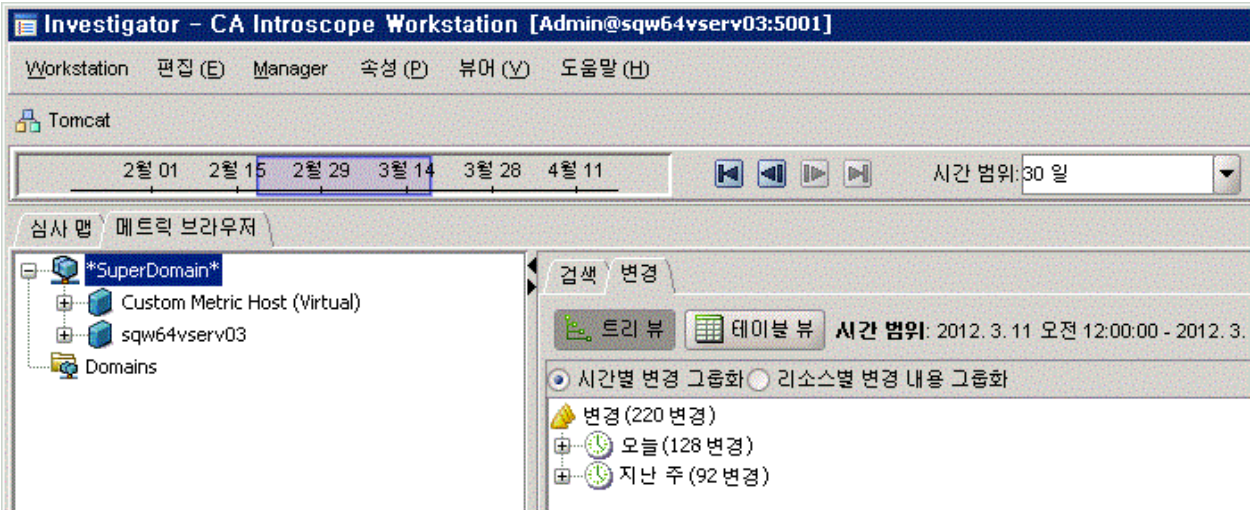 Investigator - CA Introscope Workstation [Admin@sqw64vserv03:5001]
Workstation 편집(E) Manager 속성(P) 뷰어(V) 도움말(H)
Tomcat
2월 01 2월 15 2월 29 3월 14 3월 28 4월 11 시간 범위: 30 일
심사 맵 메트릭 브라우저
*SuperDomain*
Custom Metric Host (Virtual)
sqw64vserv03
Domains
검색 변경
트리 뷰 테이블 뷰 시간 범위: 2012. 3. 11 오전 12:00:00 - 2012. 3.
시간별 변경 그룹화 리소스별 변경 내용 그룹화
변경(220 변경)
오늘(128 변경)
지난 주(92 변경)